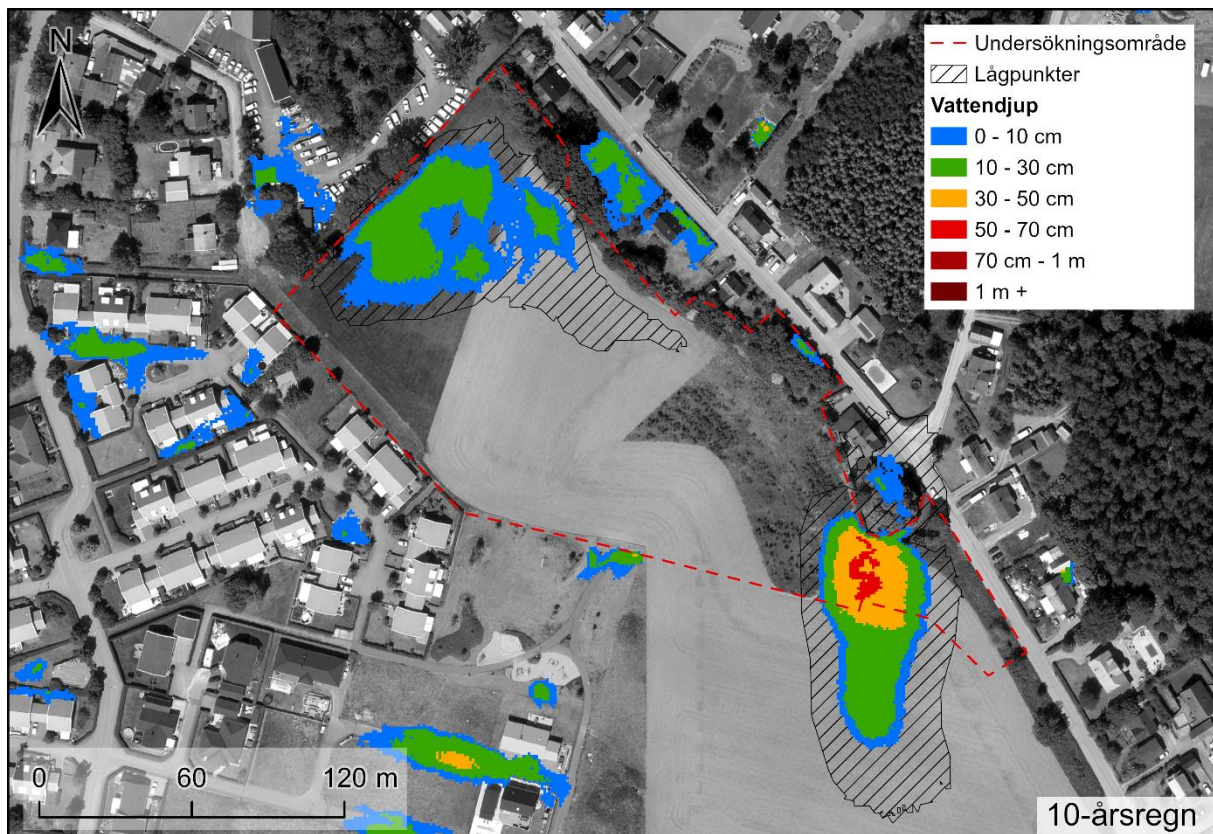 N
Undersökningsområde
Lågpunkter
Vattendjup
0 - 10 cm
10 - 30 cm
30 - 50 cm
50 - 70 cm
70 cm - 1 m
1 m +
0 60 120 m
10-årsregn